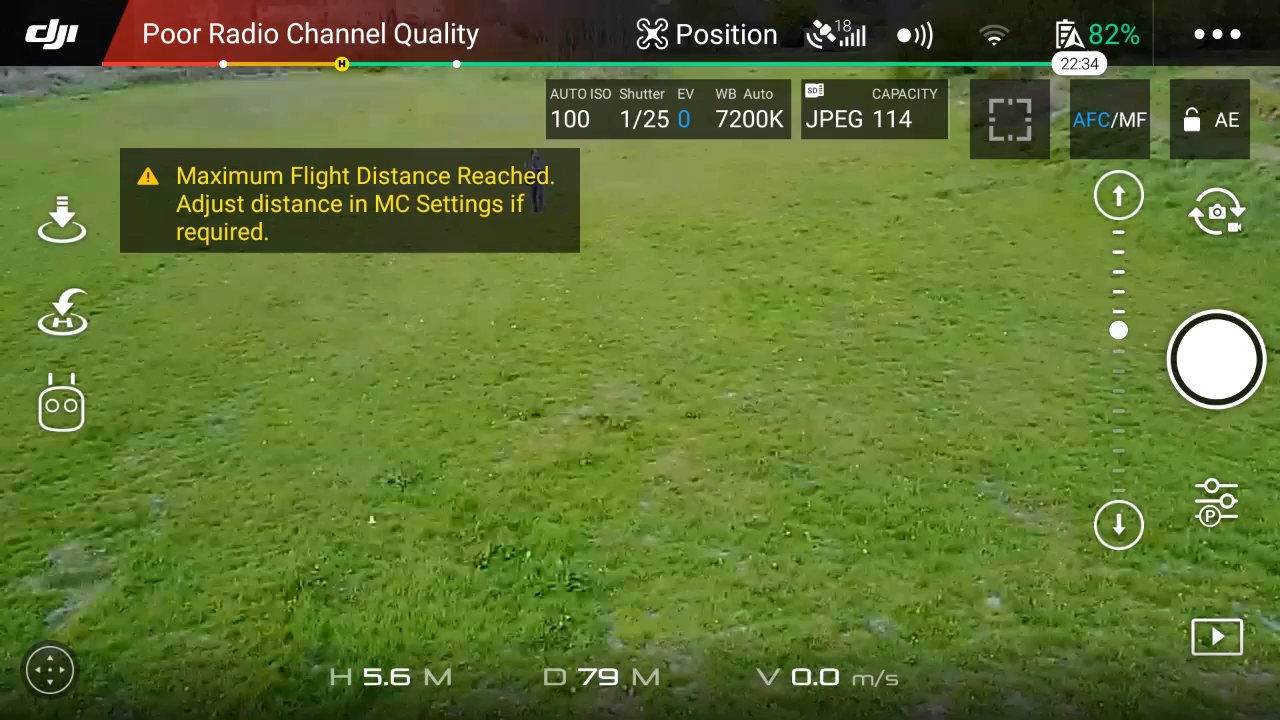 dji
Poor Radio Channel Quality
Position
18
82%
H
22:34
AUTO ISO Shutter EV WB Auto
100 1/25 0 7200K
SD
CAPACITY
JPEG 114
AFC/MF
AE
Maximum Flight Distance Reached.
Adjust distance in MC Settings if
required.
H
P
H 5.6 M D 79 M V 0.0 m/s